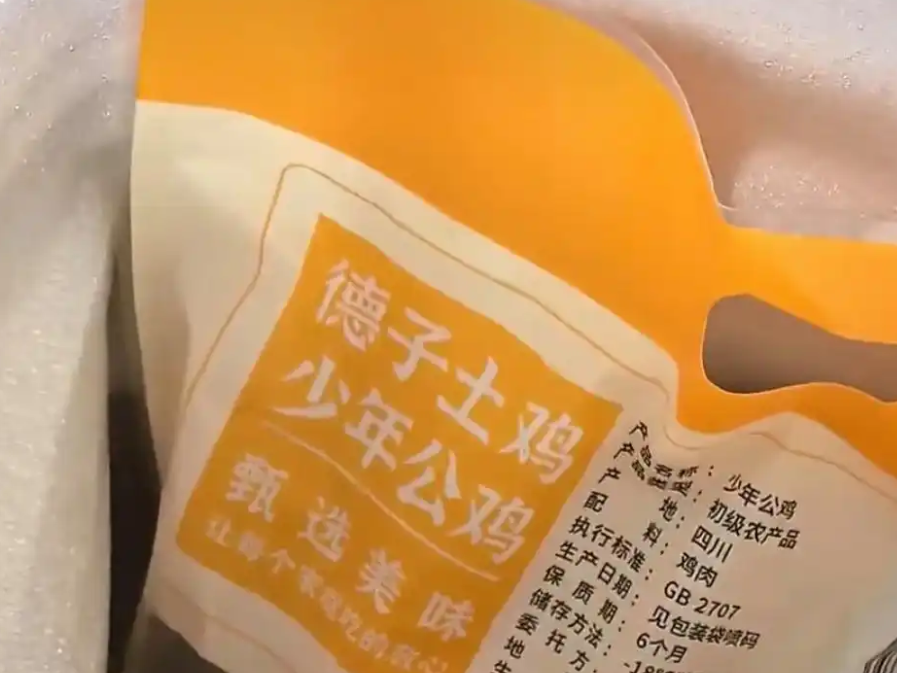 德子土鸡
少年公鸡
甄选美味
产品名称：少年公鸡
产品类型：初级农产品
产地：四川
配料：鸡肉
执行标准：GB 2707
生产日期：见包装袋喷码
保质期：6个月
储存方法：
委托方：
地